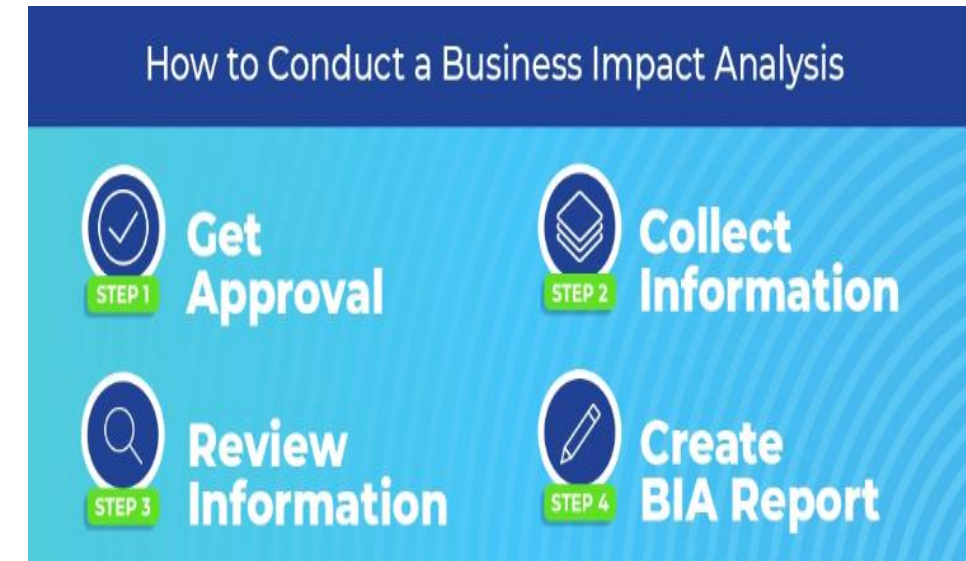 How to Conduct a Business Impact Analysis
Get
Approval
STEP 1
Collect
Information
STEP 2
Review
Information
STEP 3
Create
BIA Report
STEP 4